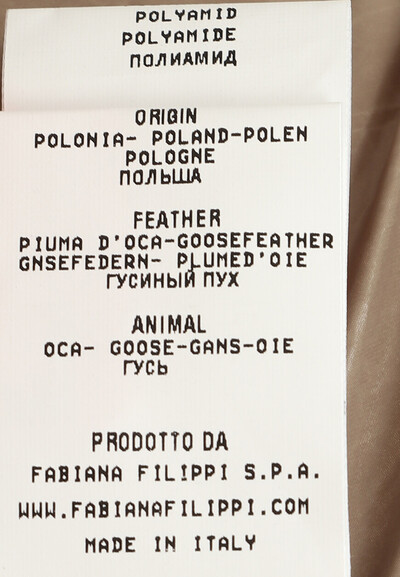 POLYAMID
POLYAMIDE
ПОЛИАМИД
ORIGIN
POLONIA- POLAND-POLEN
POLOGNE
ПОЛЬША
FEATHER
PIUMA D'OCA-GOOSEFEATHER
GNSEFEDERN- PLUMED'OIE
ГУСИНЫЙ ПУХ
ANIMAL
OCA- GOOSE-GANS-OIE
ГУСЬ
PRODOTTO DA
FABIANA FILIPPI S.P.A.
WWW.FABIANAFILIPPI.COM
MADE IN ITALY